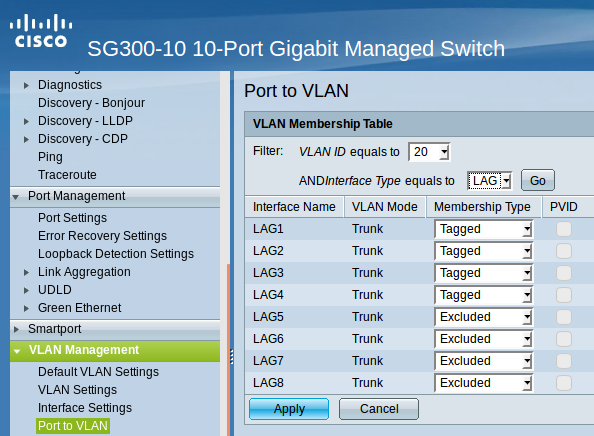 CISCO
SG300-10 10-Port Gigabit Managed Switch
Diagnostics
Discovery - Bonjour
Discovery - LLDP
Discovery - CDP
Ping
Traceroute
Port Management
Port Settings
Error Recovery Settings
Loopback Detection Settings
Link Aggregation
UDLD
Green Ethernet
Smartport
VLAN Management
Default VLAN Settings
VLAN Settings
Interface Settings
Port to VLAN
Port to VLAN
VLAN Membership Table
Filter: VLAN ID equals to 20
ANDInterface Type equals to LAG Go
Interface Name VLAN Mode Membership Type PVID
LAG1 Trunk Tagged
LAG2 Trunk Tagged
LAG3 Trunk Tagged
LAG4 Trunk Tagged
LAG5 Trunk Excluded
LAG6 Trunk Excluded
LAG7 Trunk Excluded
LAG8 Trunk Excluded
Apply Cancel